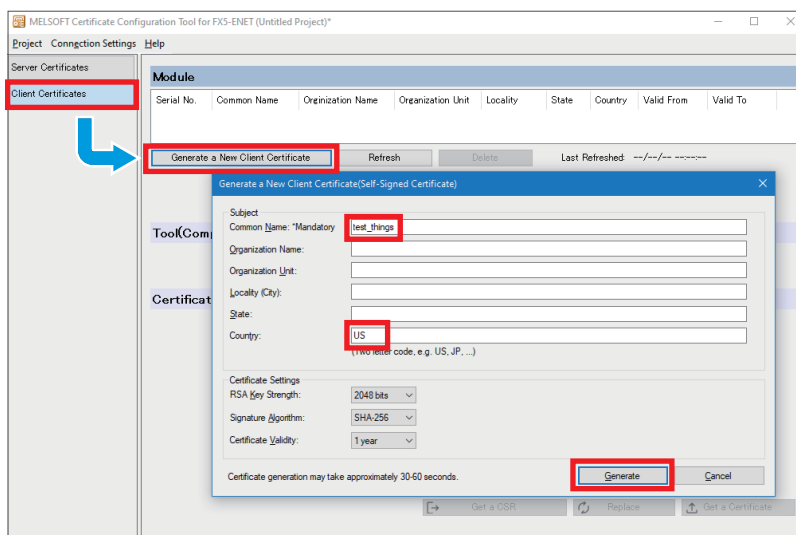 MELSOFT Certificate Configuration Tool for FX5-ENET (Untitled Project)*
Project Connection Settings Help
Server Certificates
Client Certificates
Module
Serial No. Common Name Orginization Name Organization Unit Locality State Country Valid From Valid To
Generate a New Client Certificate Refresh Delete Last Refreshed: --/--/-- --:--:--
Generate a New Client Certificate(Self-Signed Certificate)
Subject
Common Name: *Mandatory test_things
Tool(Com
Organization Name:
Organization Unit:
Locality (City):
Certificat
State:
Country: US
(Two letter code, e.g. US, JP, ...)
Certificate Settings
RSA Key Strength: 2048 bits
Signature Algorithm: SHA-256
Certificate Validity: 1 year
Certificate generation may take approximately 30-60 seconds. Generate Cancel
Get a CSR Replace Get a Certificate